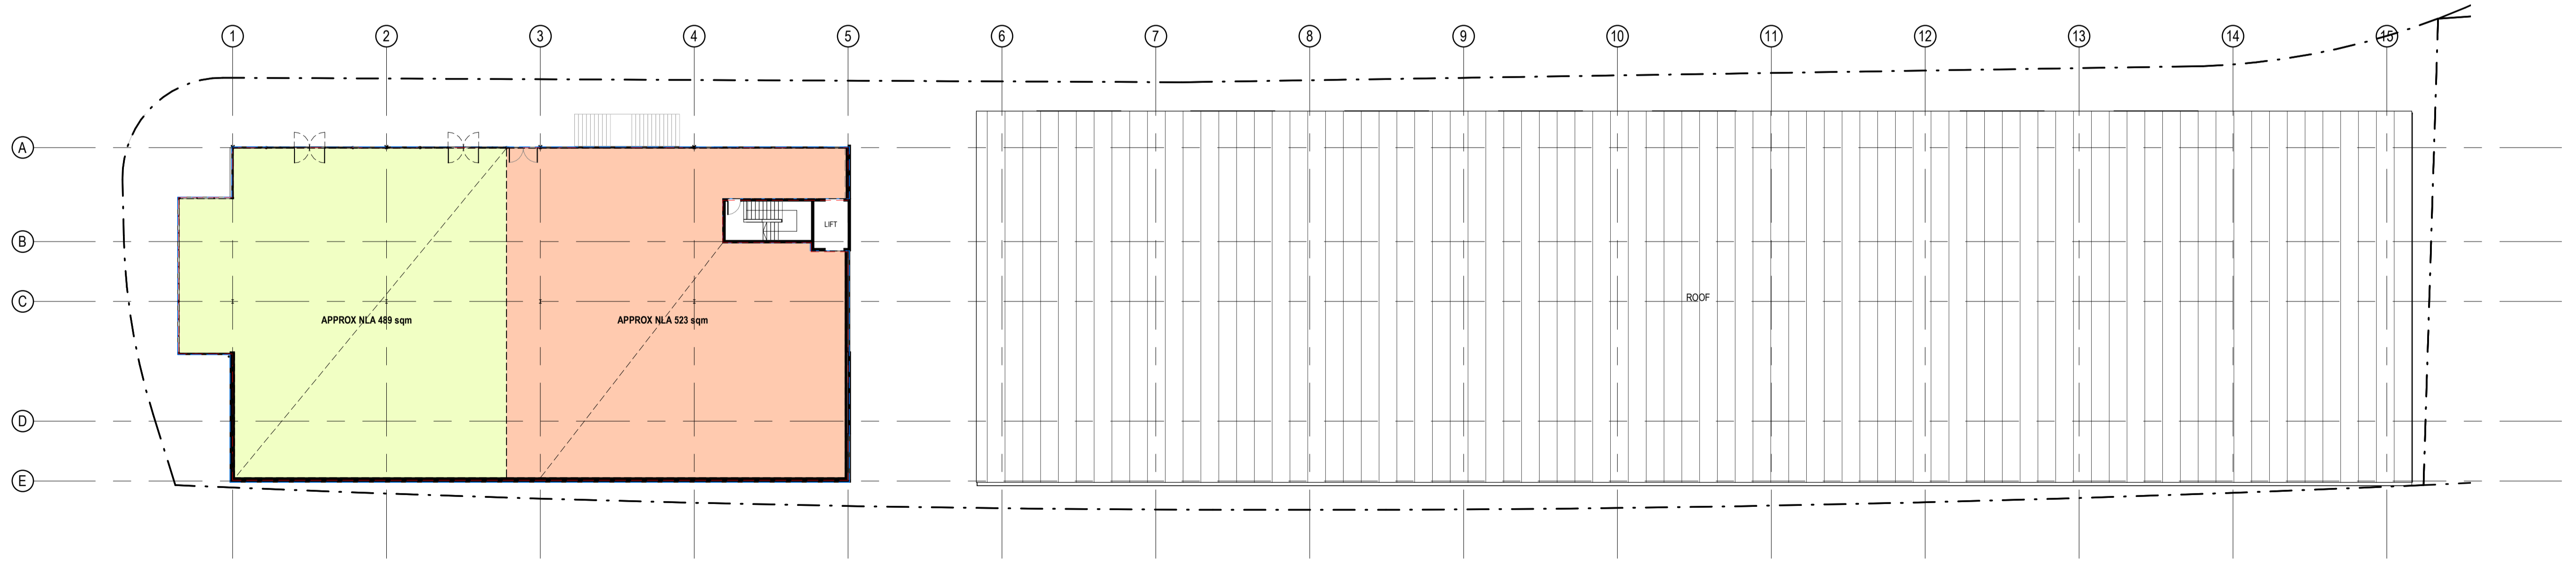 1 2 3 4 5 6 7 8 9 10 11 12 13 14 15
A
B
LIFT
C
ROOF
APPROX NLA 489 sqm
APPROX NLA 523 sqm
D
E